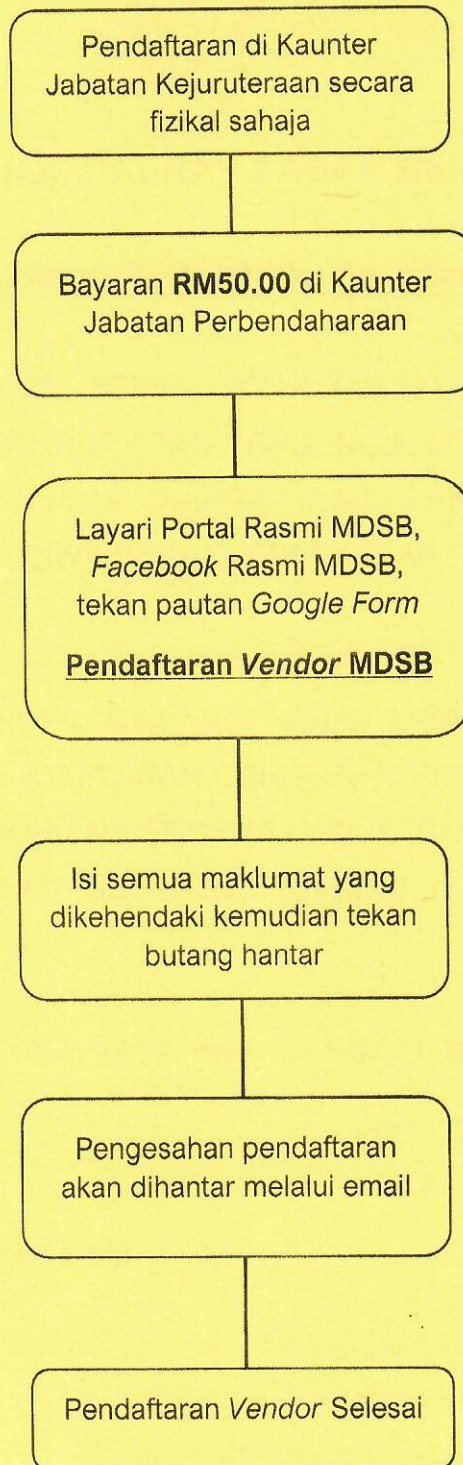 Pendaftaran di Kaunter
Jabatan Kejuruteraan secara
fizikal sahaja
Bayaran RM50.00 di Kaunter
Jabatan Perbendaharaan
Layari Portal Rasmi MDSB,
Facebook Rasmi MDSB,
tekan pautan Google Form
Pendaftaran Vendor MDSB
Isi semua maklumat yang
dikehendaki kemudian tekan
butang hantar
Pengesahan pendaftaran
akan dihantar melalui email
Pendaftaran Vendor Selesai